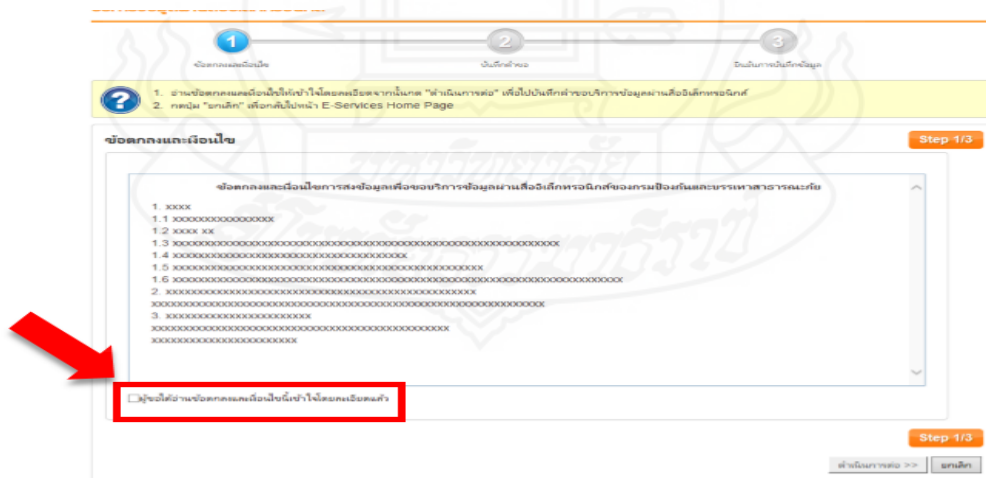 1
2
3
ข้อตกลงและเงื่อนไข
บันทึกคำขอ
ยืนยันการบันทึกข้อมูล
1. อ่านข้อตกลงและเงื่อนไขให้เข้าใจโดยละเอียดจากนั้นกด "ดำเนินการต่อ" เพื่อไปบันทึกคำขอบริการข้อมูลผ่านสื่ออิเล็กทรอนิกส์
2. กดปุ่ม "ยกเลิก" เพื่อกลับไปหน้า E-Services Home Page
ข้อตกลงและเงื่อนไข
Step 1/3
ข้อตกลงและเงื่อนไขการส่งข้อมูลเพื่อขอบริการข้อมูลผ่านสื่ออิเล็กทรอนิกส์ของกรมป้องกันและบรรเทาสาธารณะภัย
1. xxxx
1.1 xxxxxxxxxxxxxxxx
1.2 xxxx xx
1.3 xxxxxxxxxxxxxxxxxxxxxxxxxxxxxxxxxxxxxxxxxxxxxxxxxxxxxxxxxxxxx
1.4 xxxxxxxxxxxxxxxxxxxxxxxxxxxxxxxxxxxxx
1.5 xxxxxxxxxxxxxxxxxxxxxxxxxxxxxxxxxxxxxxxxxxxxxxxxx
1.6 xxxxxxxxxxxxxxxxxxxxxxxxxxxxxxxxxxxxxxxxxxxxxxxxxxxxxxxxxxxxxxxxxxxxxxx
2. xxxxxxxxxxxxxxxxxxxxxxxxxxxxxxxxxxxxxxxxxxxxxxxxx
xxxxxxxxxxxxxxxxxxxxxxxxxxxxxxxxxxxxxxxxxxxxxxxxxxxxxxxxxxxxxx
3. xxxxxxxxxxxxxxxxxxxxxxx
xxxxxxxxxxxxxxxxxxxxxxxxxxxxxxxxxxxxxxxxxxxxxxx
xxxxxxxxxxxxxxxxxxxxxxx
ผู้ขอได้อ่านข้อตกลงและเงื่อนไขนี้เข้าใจโดยละเอียดแล้ว
Step 1/3
ดำเนินการต่อ >>
ยกเลิก